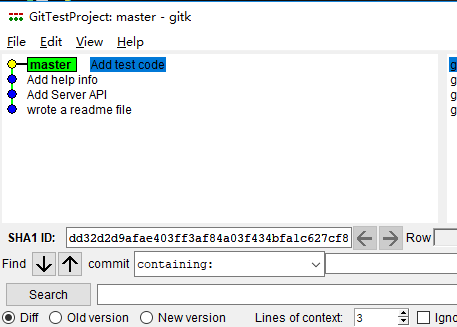 GitTestProject: master - gitk
File Edit View Help
master Add test code
Add help info
Add Server API
wrote a readme file
SHA1 ID: dd32d2d9afae403ff3af84a03f434bfa1c627cf8 Row
Find commit containing:
Search
Diff Old version New version Lines of context: 3